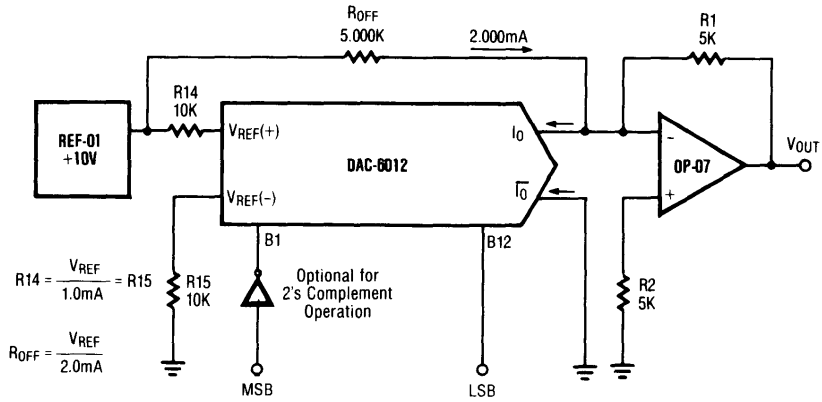 ROFF
5.000K
2.000mA
R1
5K
R14
10K
REF-01
+10V
VREF(+)
DAC-6012
IO
-
OP-07
VOUT
VREF(-)
IO
+
B1
B12
R14 = VREF / 1.0mA = R15
R15
10K
Optional for
2's Complement
Operation
R2
5K
ROFF = VREF / 2.0mA
MSB
LSB